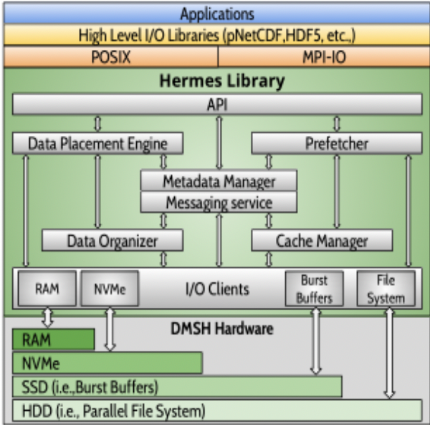 Applications
High Level I/O Libraries (pNetCDF,HDF5, etc.,)
POSIX MPI-IO
Hermes Library
API
Data Placement Engine Prefetcher
Metadata Manager
Messaging service
Data Organizer Cache Manager
RAM NVMe I/O Clients Burst
Buffers File
System
DMSH Hardware
RAM
NVMe
SSD (i.e.,Burst Buffers)
HDD (i.e., Parallel File System)